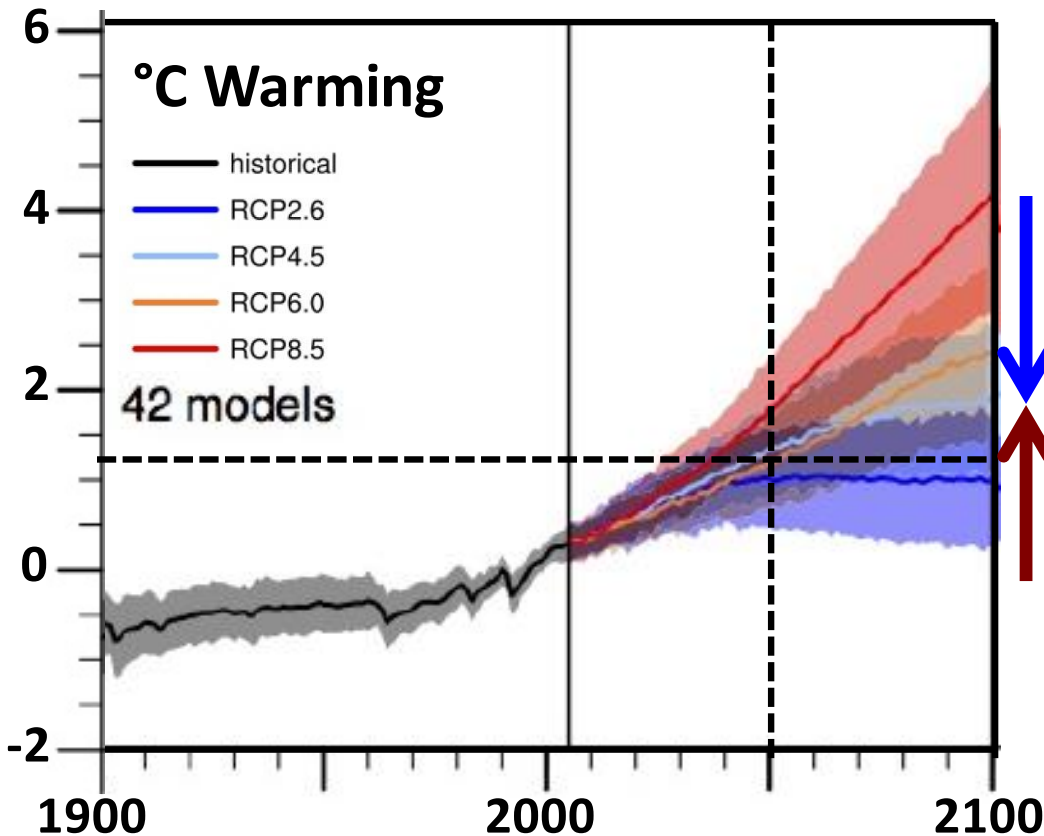 6
°C Warming
historical
RCP2.6
4
RCP4.5
RCP6.0
RCP8.5
2
42 models
0
-2
1900 2000 2100